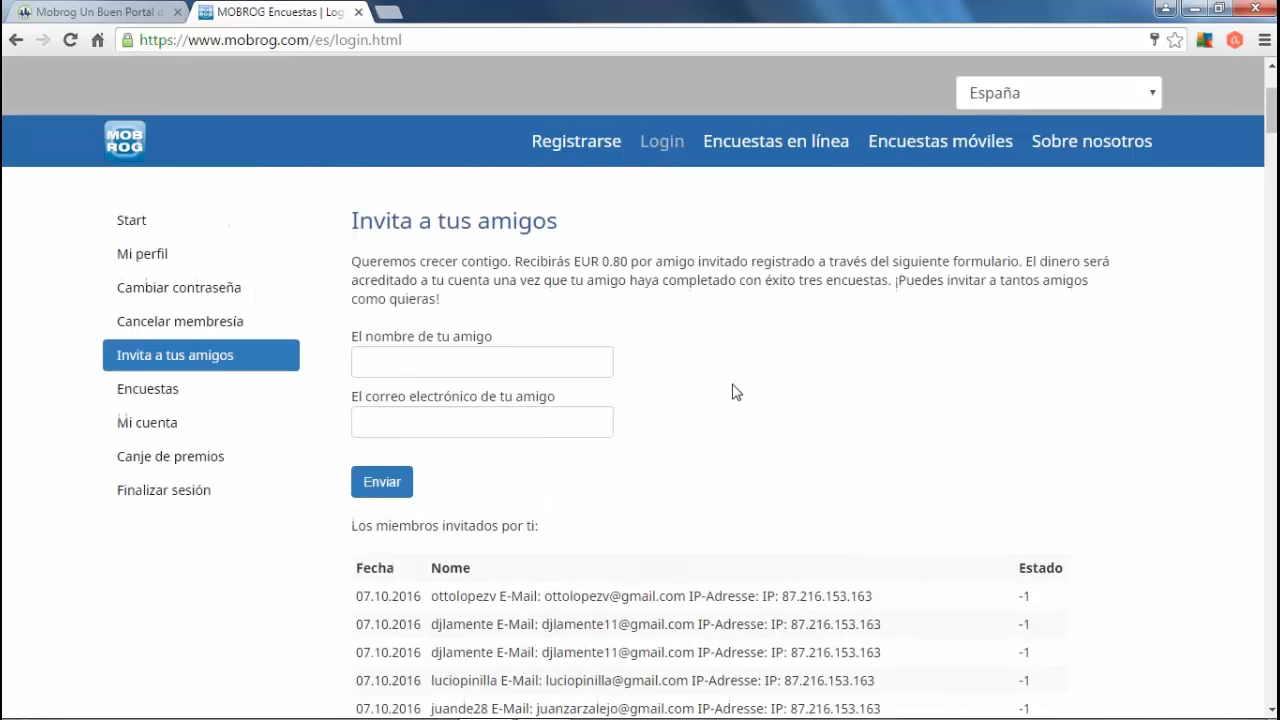 Mobrog Un Buen Portal d
MOBROG Encuestas | Log
https://www.mobrog.com/es/login.html
España
MOB
ROG
Registrarse Login Encuestas en línea Encuestas móviles Sobre nosotros
Start
Mi perfil
Cambiar contraseña
Cancelar membresía
Invita a tus amigos
Encuestas
Mi cuenta
Canje de premios
Finalizar sesión
Invita a tus amigos
Queremos crecer contigo. Recibirás EUR 0.80 por amigo invitado registrado a través del siguiente formulario. El dinero será
acreditado a tu cuenta una vez que tu amigo haya completado con éxito tres encuestas. ¡Puedes invitar a tantos amigos
como quieras!
El nombre de tu amigo
El correo electrónico de tu amigo
Enviar
Los miembros invitados por ti:
Fecha Nome Estado
07.10.2016 ottolopezv E-Mail: ottolopezv@gmail.com IP-Adresse: IP: 87.216.153.163 -1
07.10.2016 djlamente E-Mail: djlamente11@gmail.com IP-Adresse: IP: 87.216.153.163 -1
07.10.2016 djlamente E-Mail: djlamente11@gmail.com IP-Adresse: IP: 87.216.153.163 -1
07.10.2016 luciopinilla E-Mail: luciopinilla@gmail.com IP-Adresse: IP: 87.216.153.163 -1
07.10.2016 juande28 E-Mail: juanzarzalejo@gmail.com IP-Adresse: IP: 87.216.153.163 -1